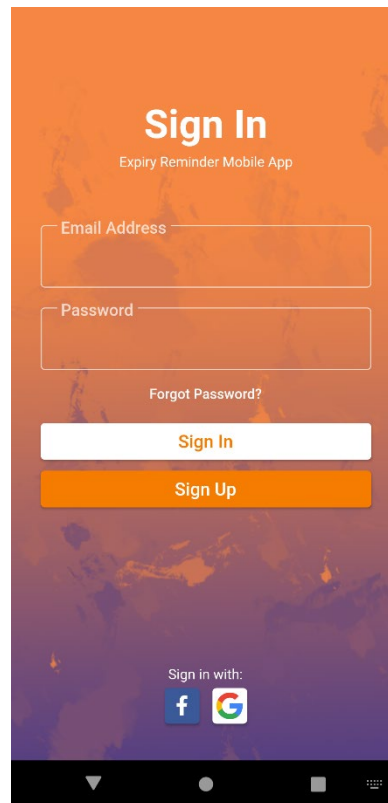 Sign In
Expiry Reminder Mobile App
Email Address
Password
Forgot Password?
Sign In
Sign Up
Sign in with:
f G